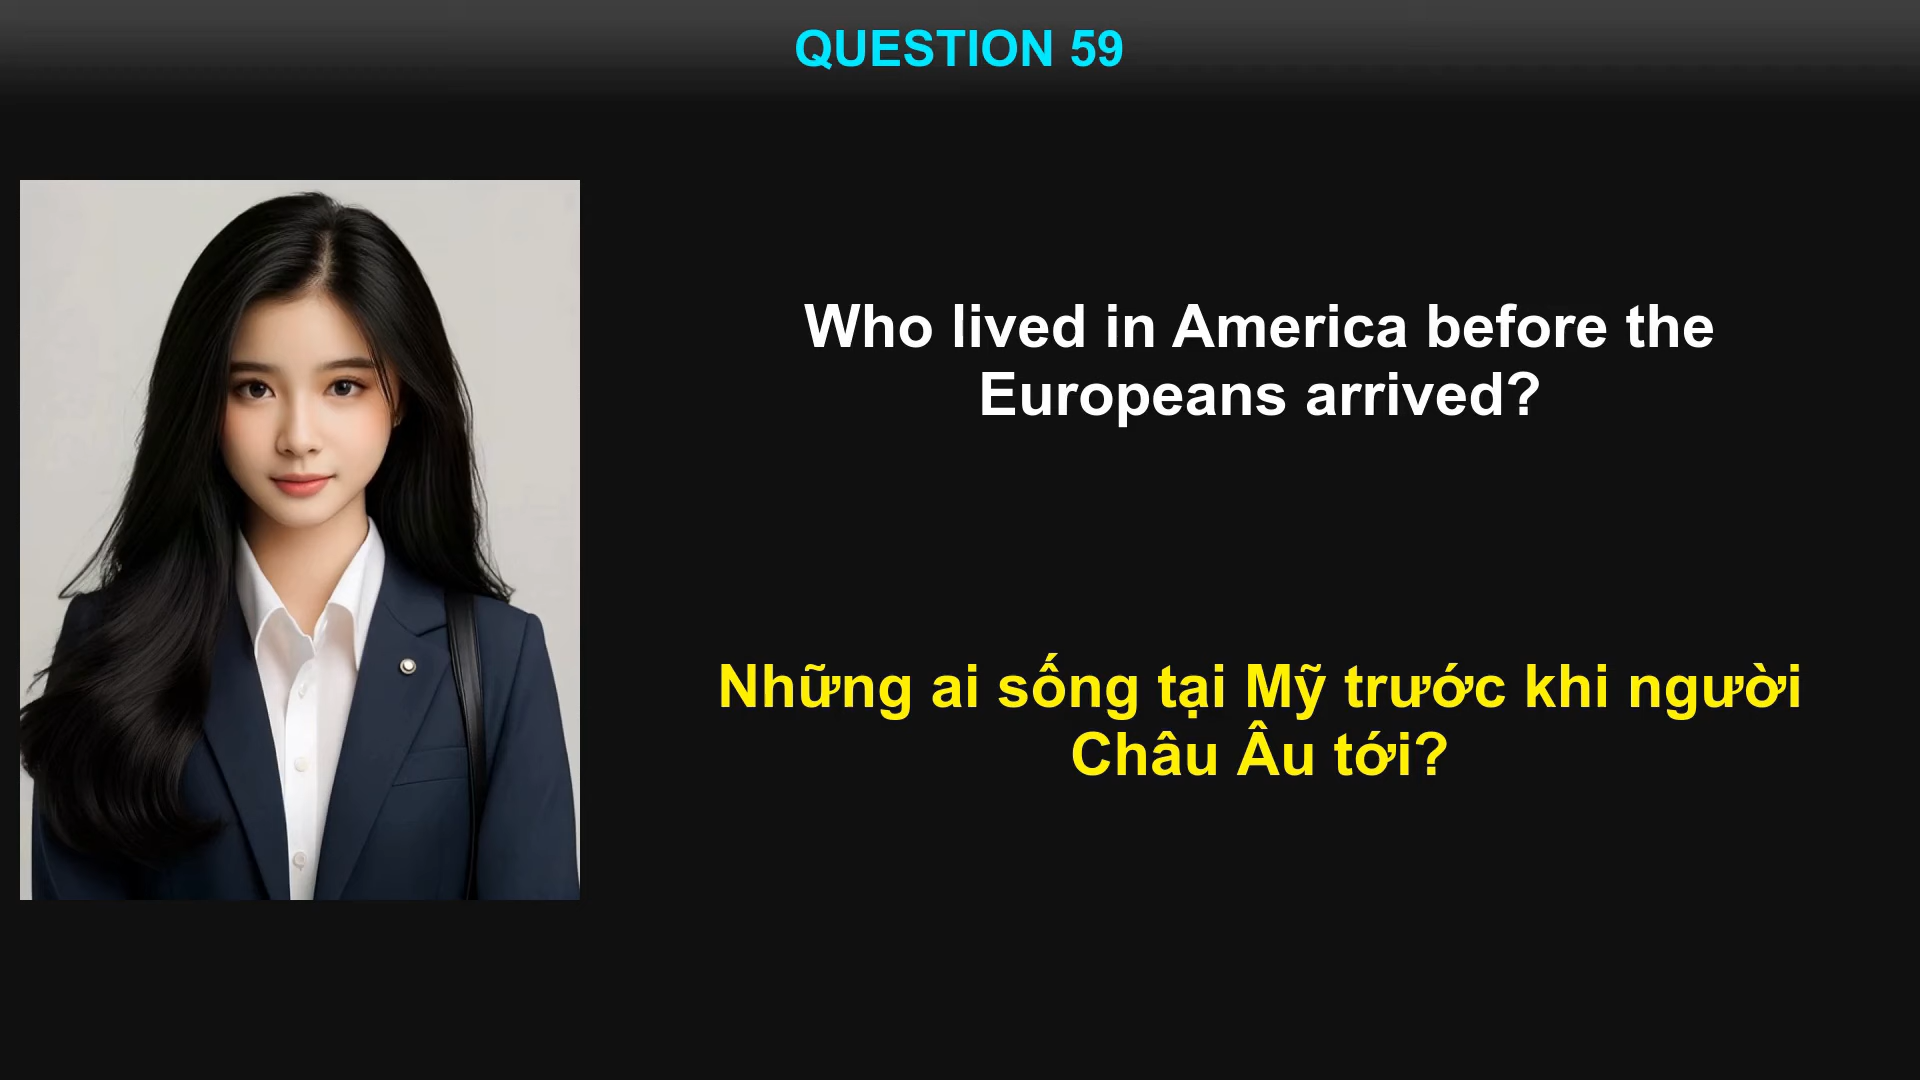 QUESTION 59
Who lived in America before the
Europeans arrived?
Những ai sống tại Mỹ trước khi người
Châu Âu tới?